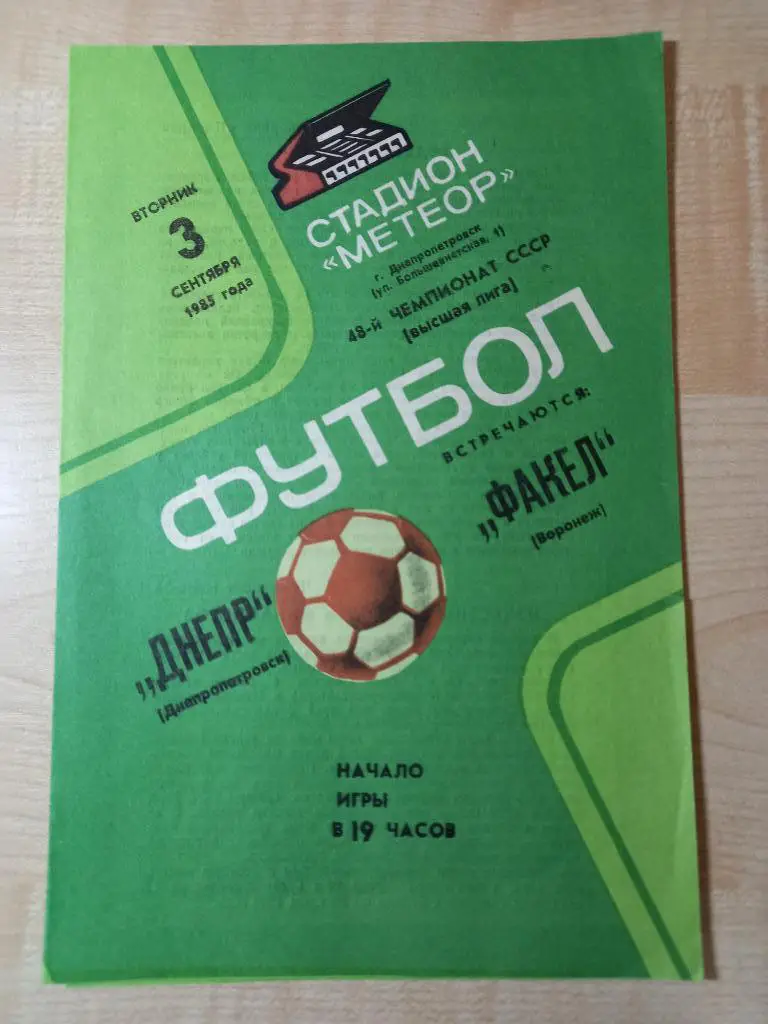 ВТОРНИК
3
СЕНТЯБРЯ
1985 года
СТАДИОН
«МЕТЕОР»
г. Днепропетровск
(ул. Большевистская, 1)
48-й ЧЕМПИОНАТ СССР
(высшая лига)
ФУТБОЛ
ВСТРЕЧАЮТСЯ:
„ФАКЕЛ“
(Воронеж)
„ДНЕПР“
(Днепропетровск)
НАЧАЛО
ИГРЫ
В 19 ЧАСОВ